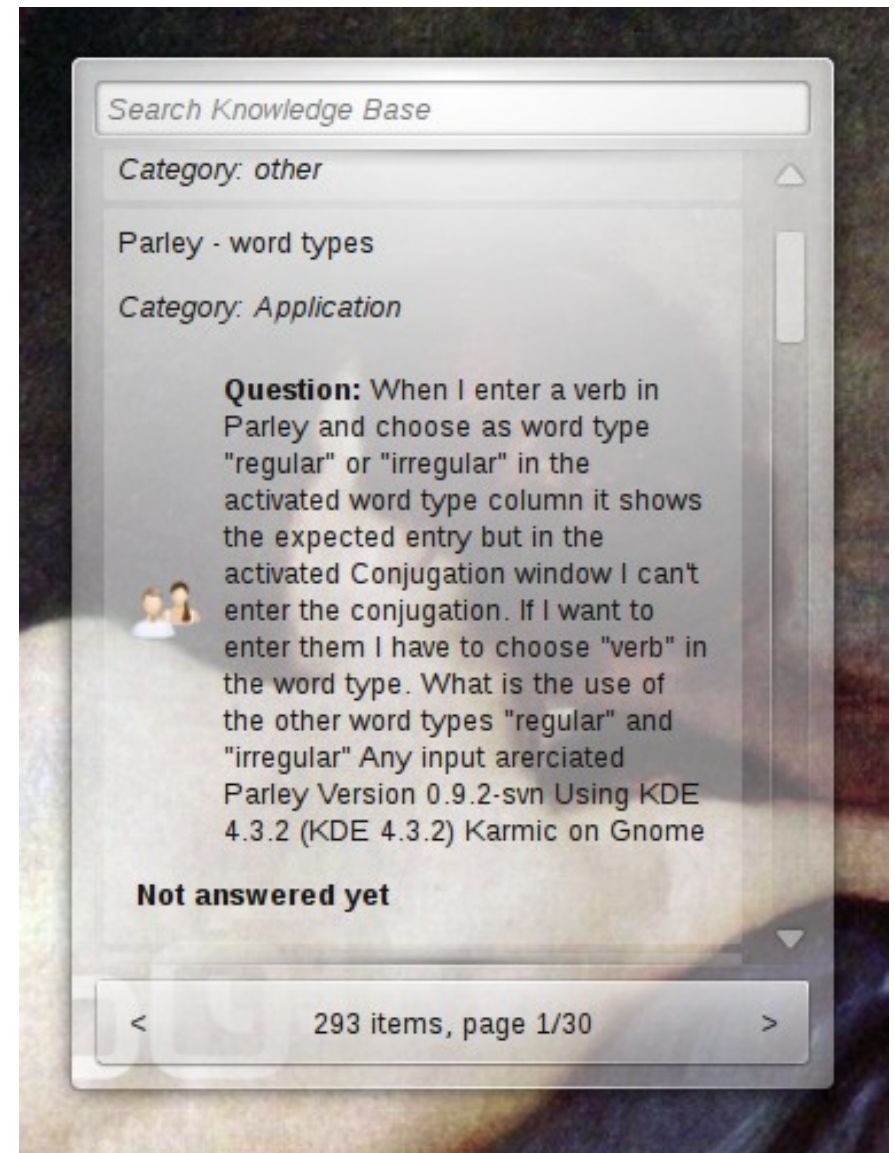 Search Knowledge Base
Category: other
Parley - word types
Category: Application
Question: When I enter a verb in
Parley and choose as word type
"regular" or "irregular" in the
activated word type column it shows
the expected entry but in the
activated Conjugation window I can't
enter the conjugation. If I want to
enter them I have to choose "verb" in
the word type. What is the use of
the other word types "regular" and
"irregular" Any input arerciated
Parley Version 0.9.2-svn Using KDE
4.3.2 (KDE 4.3.2) Karmic on Gnome
Not answered yet
< 293 items, page 1/30 >